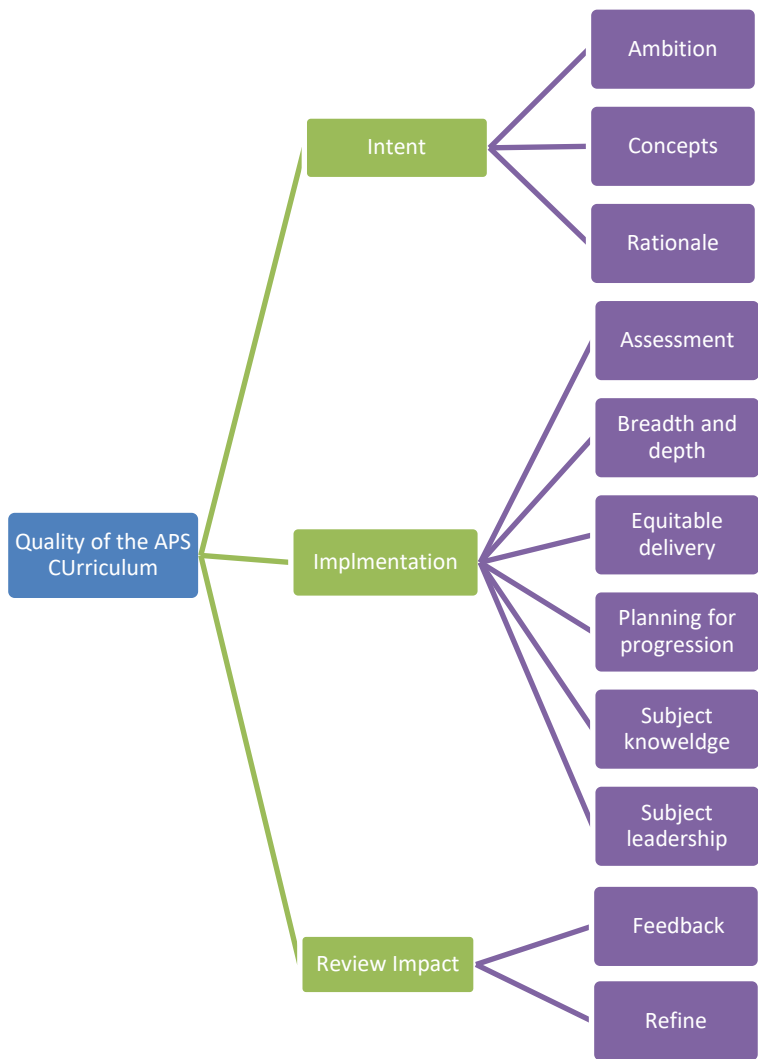 Quality of the APS
CUrriculum
Intent
Ambition
Concepts
Rationale
Implmentation
Assessment
Breadth and
depth
Equitable
delivery
Planning for
progression
Subject
knoweldge
Subject
leadership
Review Impact
Feedback
Refine